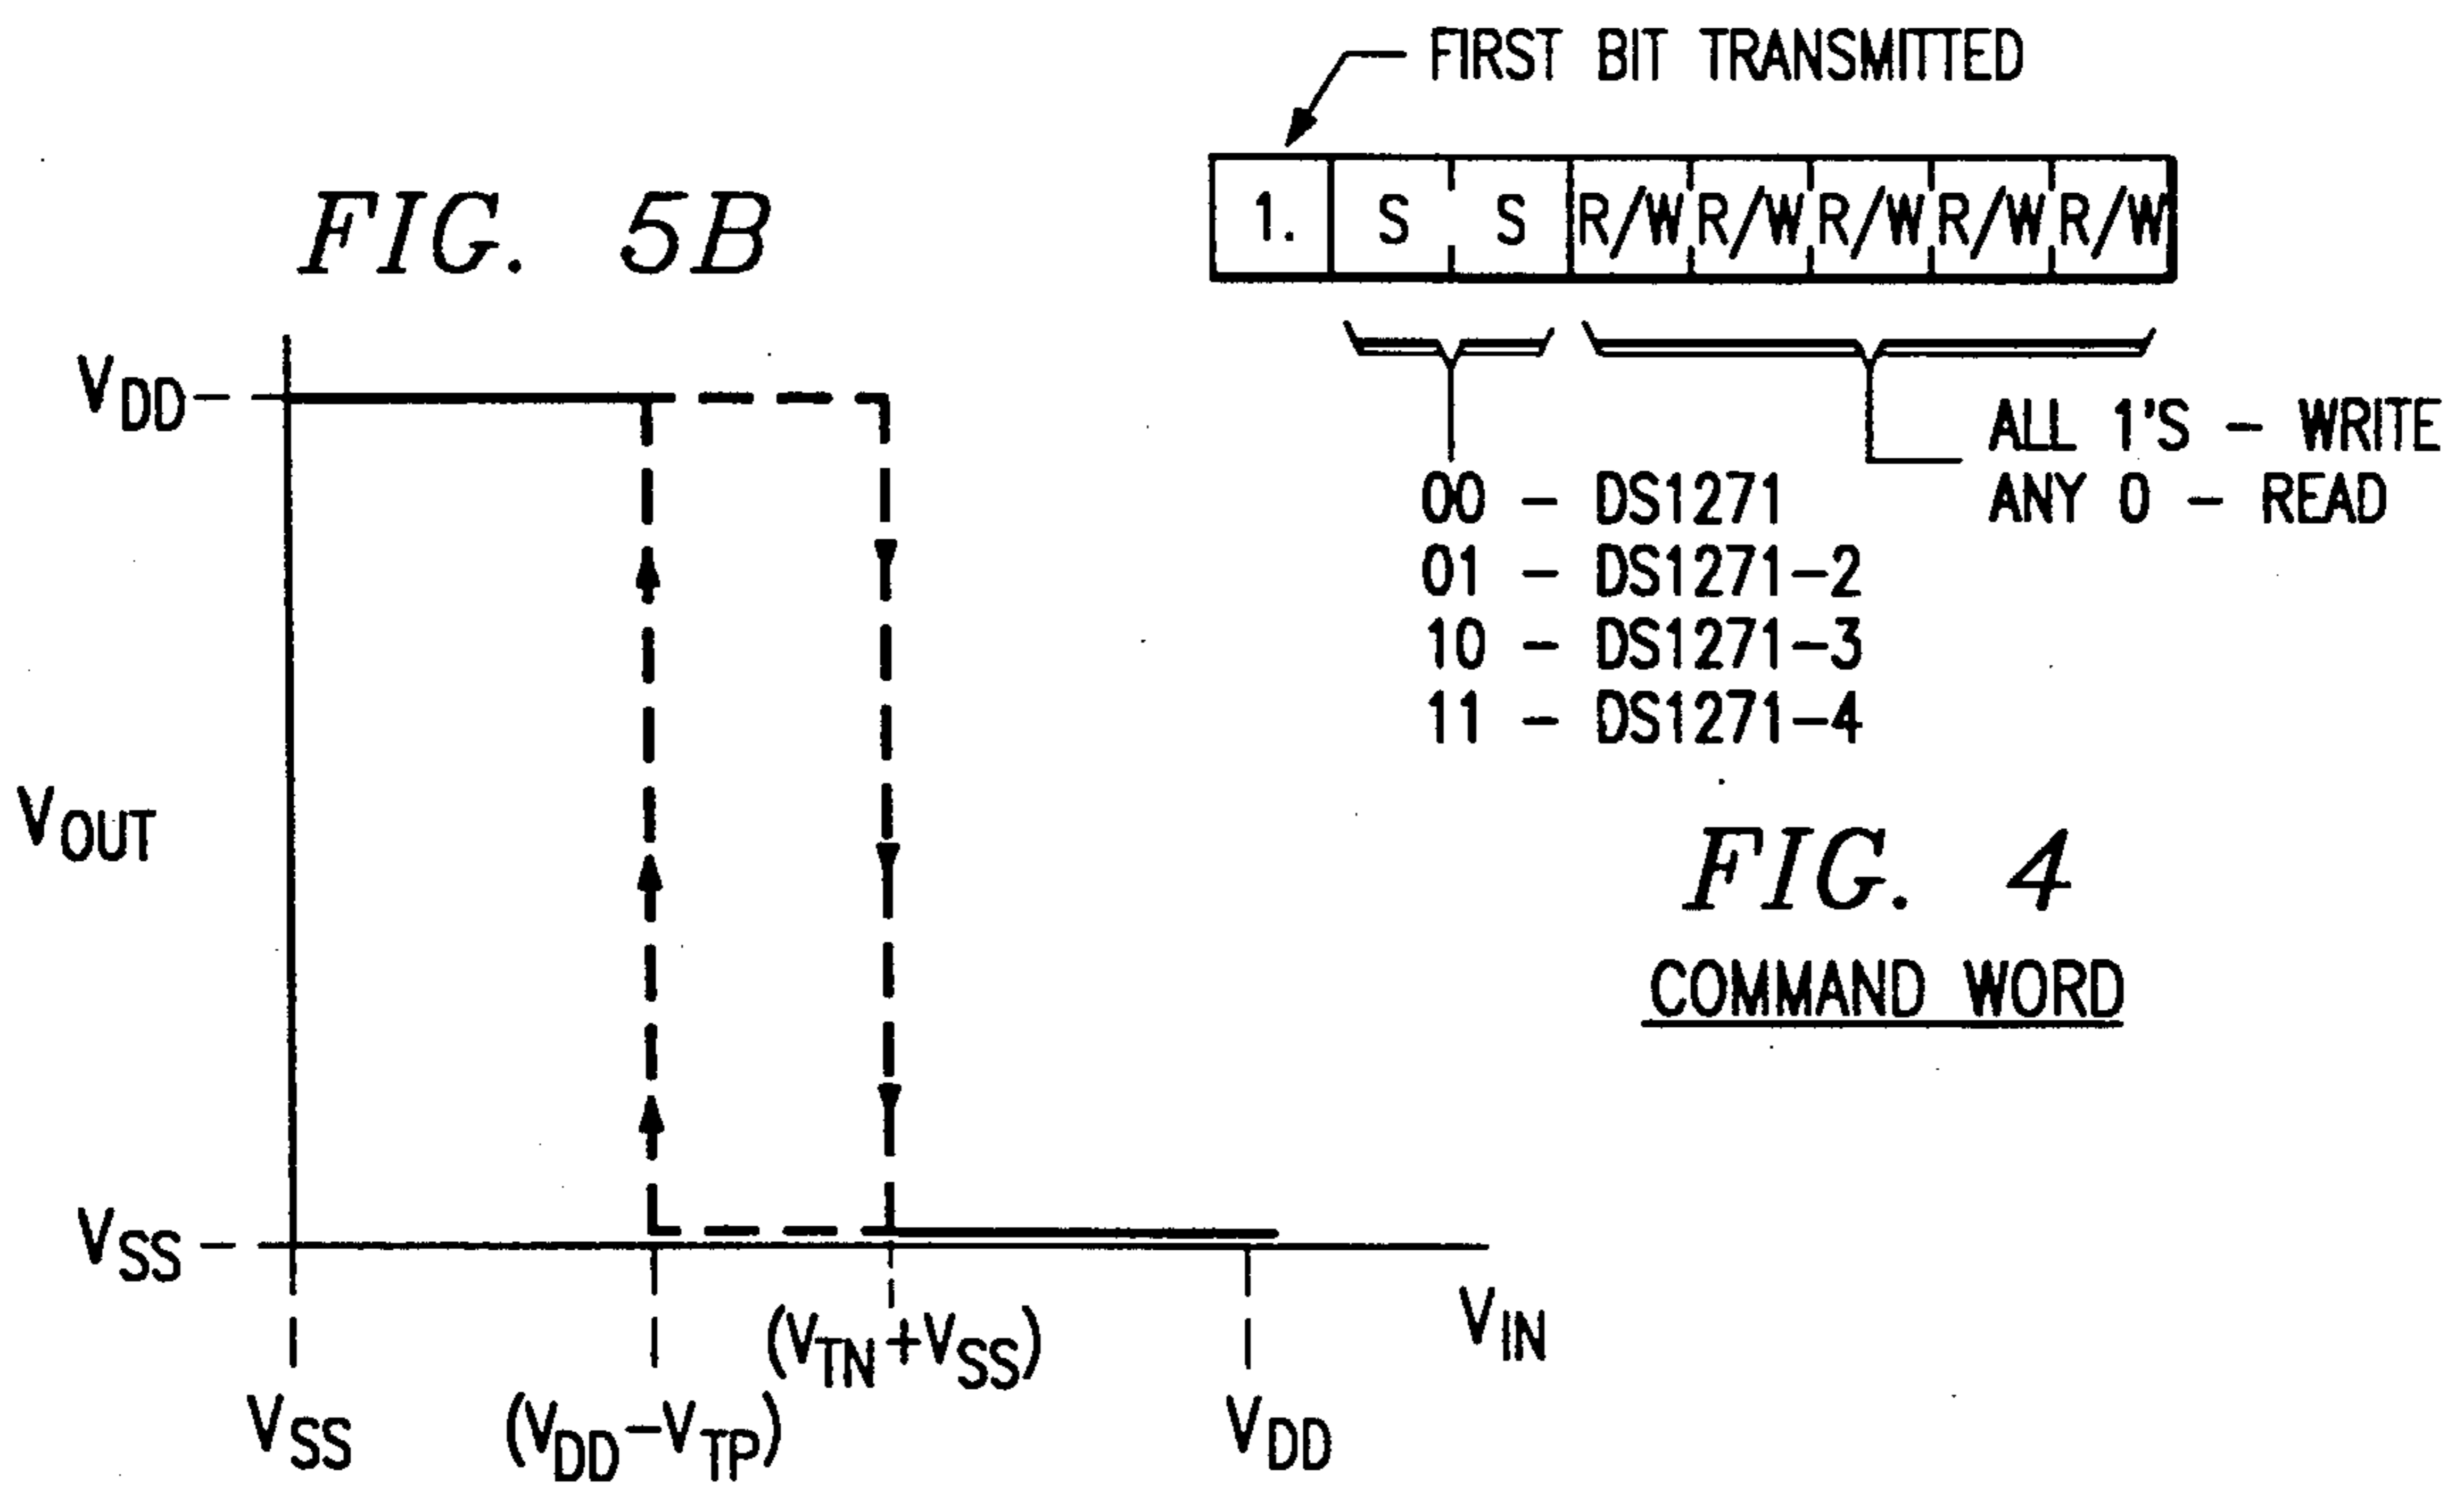 FIG. 5B
VDD
VOUT
VSS
VSS
(VDD-VTP)
(VTN+VSS)
VDD
VIN
FIRST BIT TRANSMITTED
1. S S R/W R/W R/W R/W R/W
00 - DS1271
01 - DS1271-2
10 - DS1271-3
11 - DS1271-4
ALL 1'S - WRITE
ANY 0 - READ
FIG. 4
COMMAND WORD